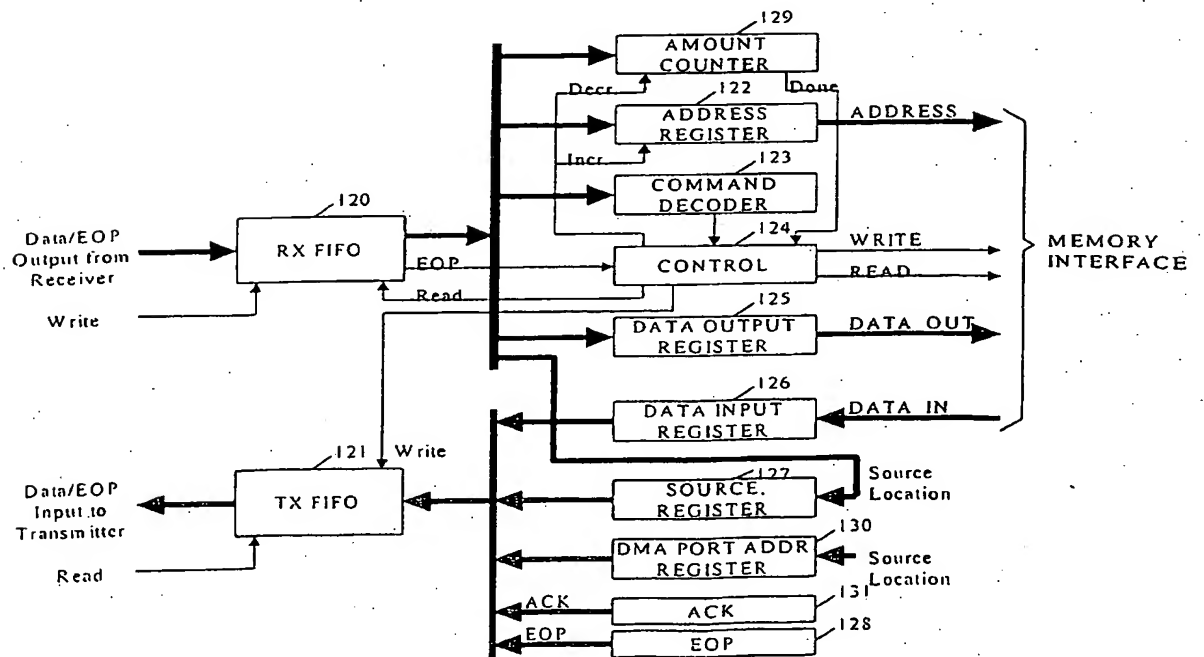 129
AMOUNT
COUNTER
Decr.
Done
122
ADDRESS
REGISTER
ADDRESS
Incr.
123
COMMAND
DECODER
120
RX FIFO
Data/EOP
Output from
Receiver
EOP
124
CONTROL
WRITE
READ
MEMORY
INTERFACE
Write
Read
125
DATA OUTPUT
REGISTER
DATA OUT
126
DATA INPUT
REGISTER
DATA IN
121
Write
TX FIFO
Data/EOP
Input to
Transmitter
Read
127
SOURCE.
REGISTER
Source
Location
130
DMA PORT ADDR
REGISTER
Source
Location
131
ACK
ACK
EOP
EOP
128